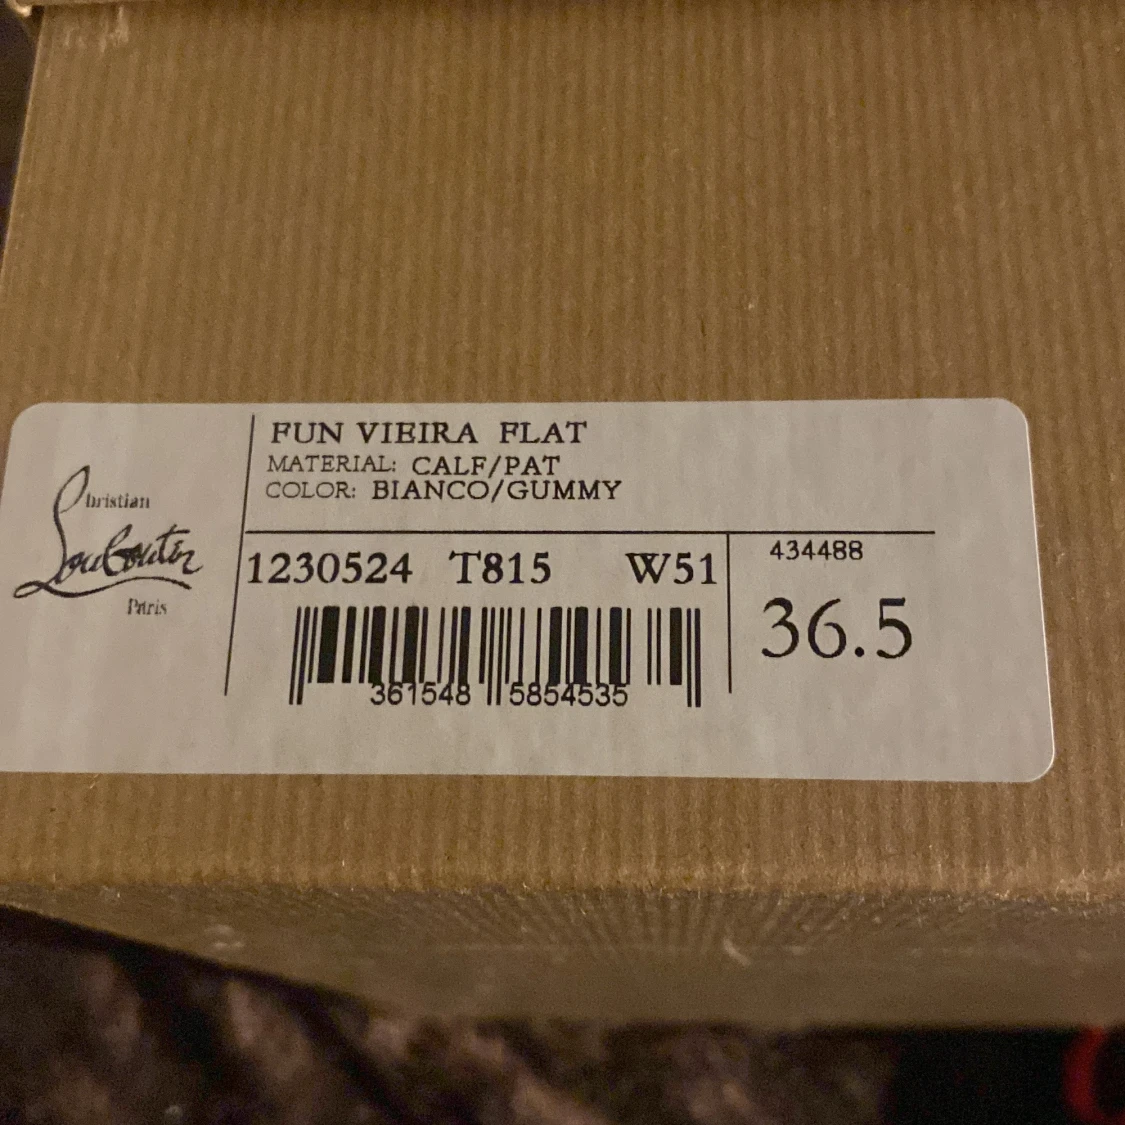 Christian
Louboutin
Paris
FUN VIEIRA FLAT
MATERIAL: CALF/PAT
COLOR: BIANCO/GUMMY
1230524 T815 W51
361548 5854535
434488
36.5